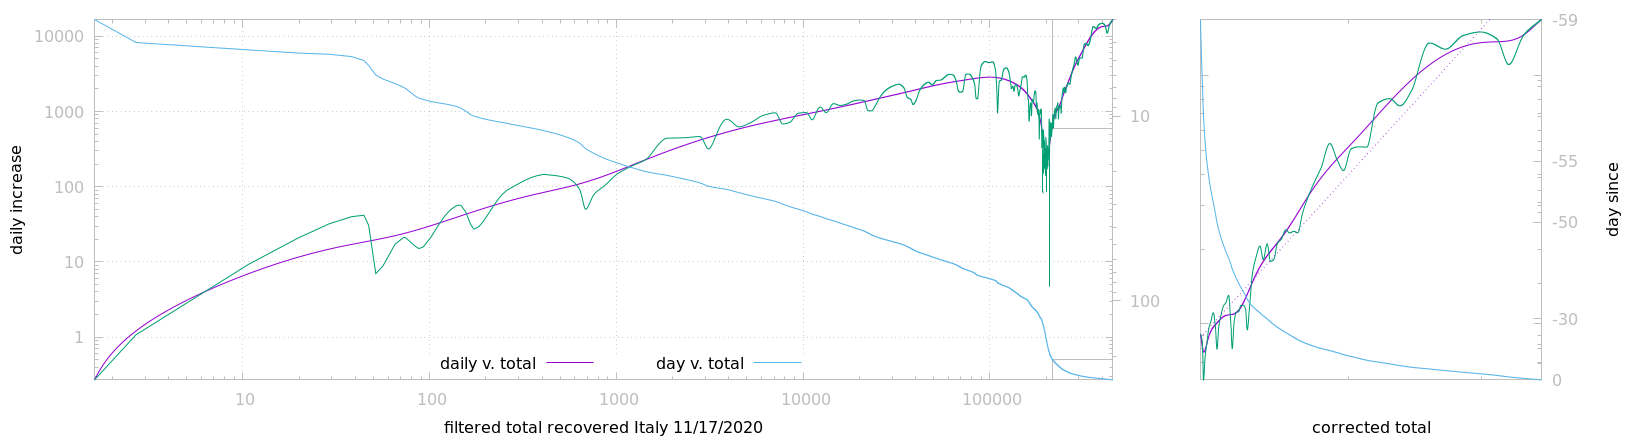 10000
1000
100
10
1
daily increase
10
100
1000
10000
100000
filtered total recovered Italy 11/17/2020
daily v. total
day v. total
10
100
-59
-55
-50
-30
0
day since
corrected total